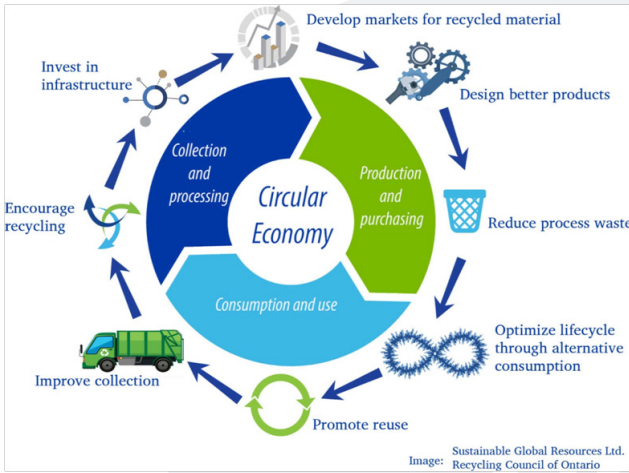 Develop markets for recycled material
Invest in
infrastructure
Design better products
Collection
and
processing
Production
and
purchasing
Circular
Economy
Encourage
recycling
Reduce process waste
Consumption and use
Optimize lifecycle
through alternative
consumption
Improve collection
Promote reuse
Image: Sustainable Global Resources Ltd.
Recycling Council of Ontario